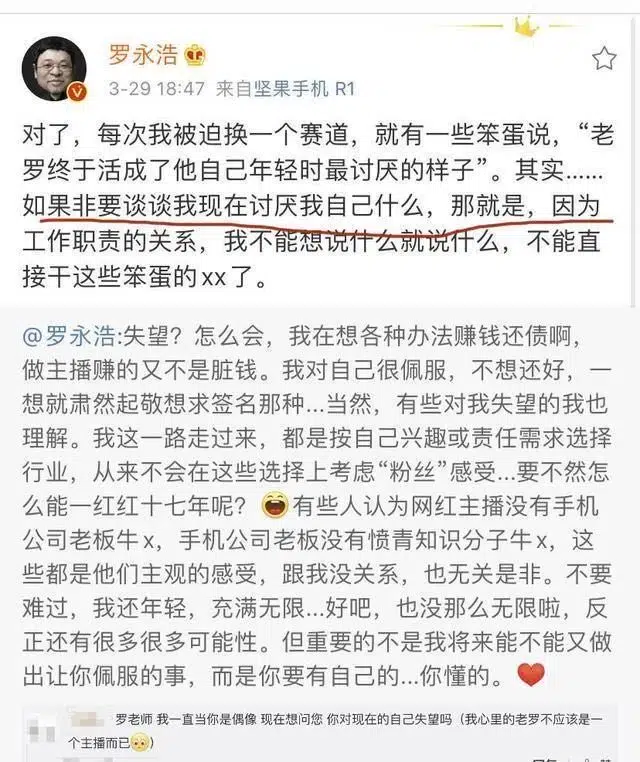 罗永浩
3-29 18:47 来自坚果手机 R1
对了，每次我被迫换一个赛道，就有一些笨蛋说，“老
罗终于活成了他自己年轻时最讨厌的样子”。其实......
如果非要谈谈我现在讨厌我自己什么，那就是，因为
工作职责的关系，我不能想说什么就说什么，不能直
接干这些笨蛋的xx了。
@罗永浩:失望？怎么会，我在想各种办法赚钱还债啊，
做主播赚的又不是脏钱。我对自己很佩服，不想还好，一
想就肃然起敬想求签名那种...当然，有些对我失望的我也
理解。我这一路走过来，都是按自己兴趣或责任需求选择
行业，从来不会在这些选择上考虑“粉丝”感受...要不然怎
么能一红红十七年呢？😄有些人认为网红主播没有手机
公司老板牛x，手机公司老板没有愤青知识分子牛x，这
些都是他们主观的感受，跟我没关系，也无关是非。不要
难过，我还年轻，充满无限...好吧，也没那么无限啦，反
正还有很多很多可能性。但重要的不是我将来能不能又做
出让你佩服的事，而是你要有自己的...你懂的。❤️
罗老师 我一直当你是偶像 现在想问您 你对现在的自己失望吗（我心里的老罗不应该是一
个主播而已🥺）